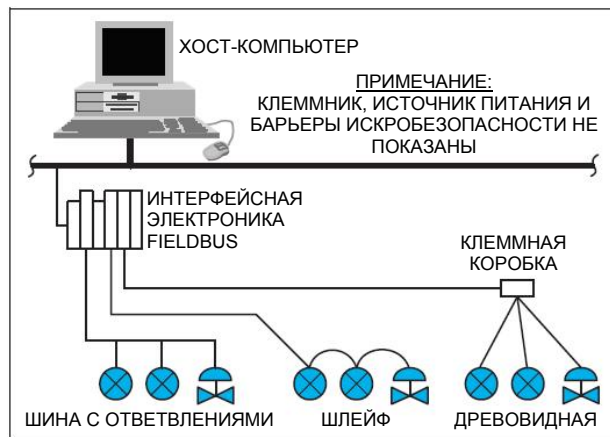 ХОСТ-КОМПЬЮТЕР
ПРИМЕЧАНИЕ:
КЛЕММНИК, ИСТОЧНИК ПИТАНИЯ И
БАРЬЕРЫ ИСКРОБЕЗОПАСНОСТИ НЕ
ПОКАЗАНЫ
ИНТЕРФЕЙСНАЯ
ЭЛЕКТРОНИКА
FIELDBUS
КЛЕММНАЯ
КОРОБКА
ШИНА С ОТВЕТВЛЕНИЯМИ
ШЛЕЙФ
ДРЕВОВИДНАЯ